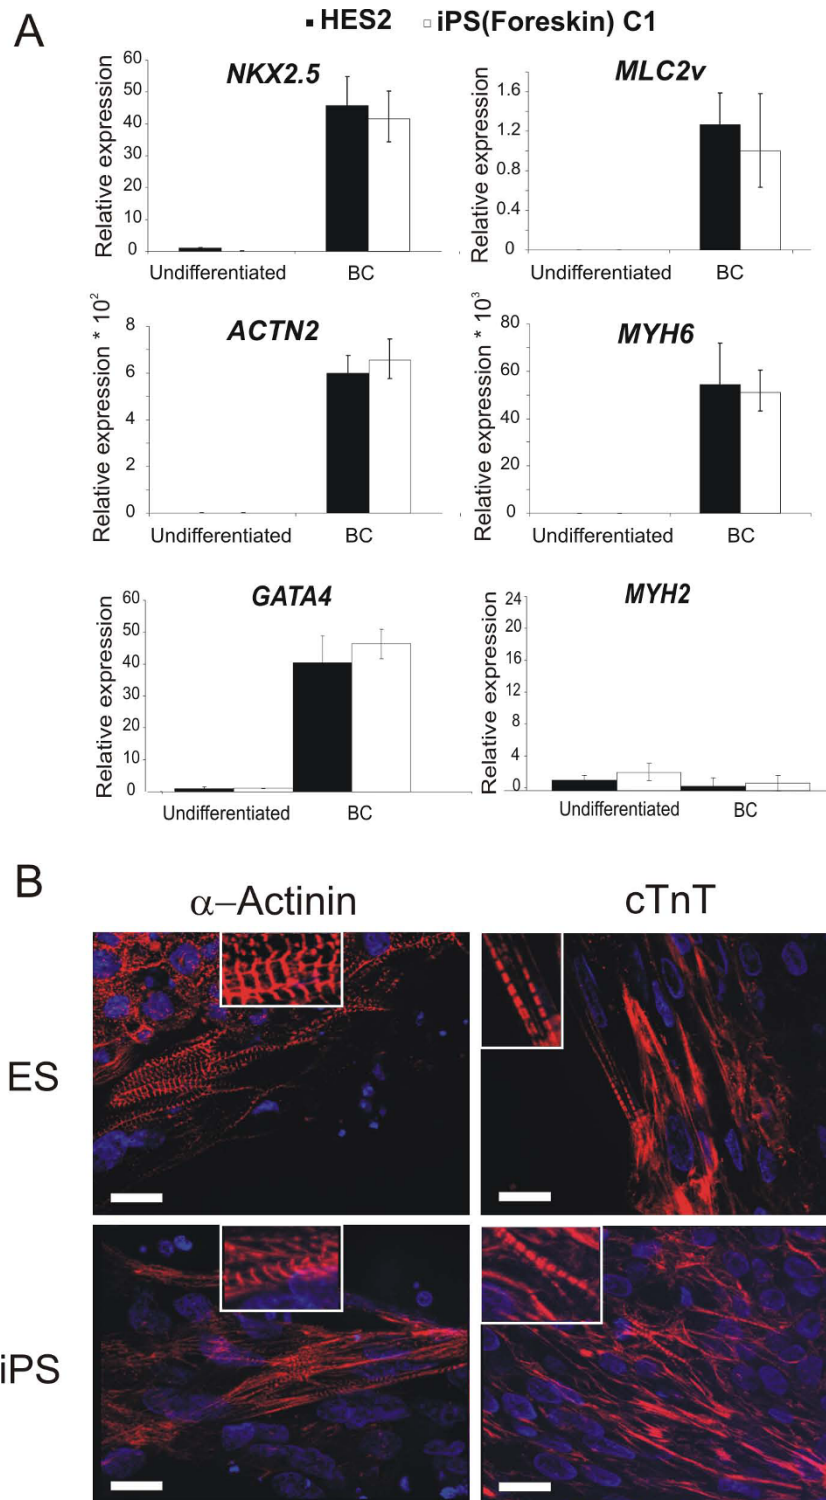 A
■ HES2 □ iPS(Foreskin) C1
NKX2.5
Relative expression
60
50
40
30
20
10
0
Undifferentiated BC
MLC2v
Relative expression
1.6
1.2
0.8
0.4
0
Undifferentiated BC
ACTN2
Relative expression * 10²
8
6
4
2
0
Undifferentiated BC
MYH6
Relative expression * 10³
80
60
40
20
0
Undifferentiated BC
GATA4
Relative expression
60
50
40
30
20
10
0
Undifferentiated BC
MYH2
Relative expression
24
20
16
12
8
4
0
Undifferentiated BC
B
α–Actinin cTnT
ES
iPS